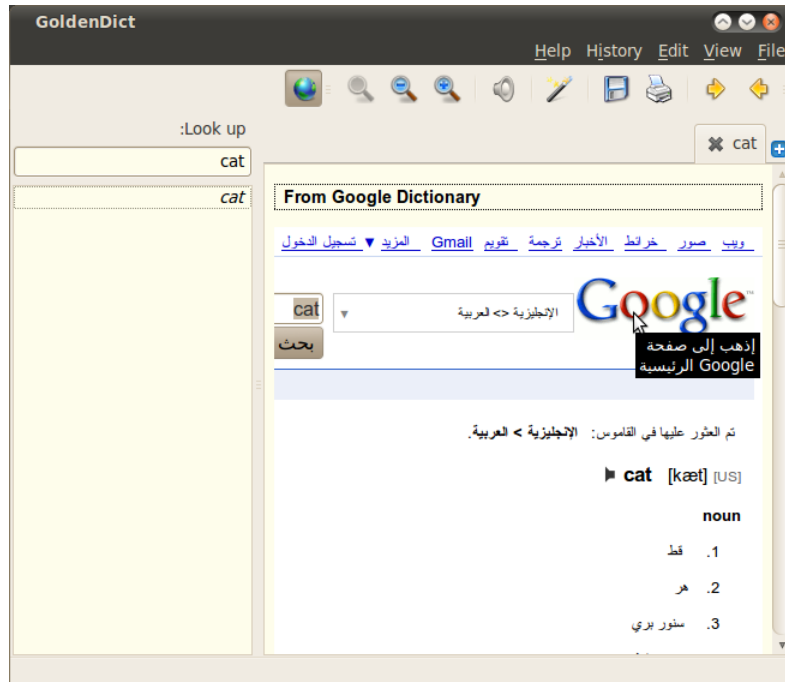 GoldenDict
Help History Edit View File
:Look up
cat
cat
cat
From Google Dictionary
ويب صور خرائط الأخبار ترجمة تقويم Gmail المزيد ▼ تسجيل الدخول
Google™
الإنجليزية <> العربية
cat
بحث
إذهب إلى صفحة
Google الرئيسية
تم العثور عليها في القاموس: الإنجليزية > العربية.
cat [kæt] [US]
noun
1. قط
2. هر
3. سنور بري